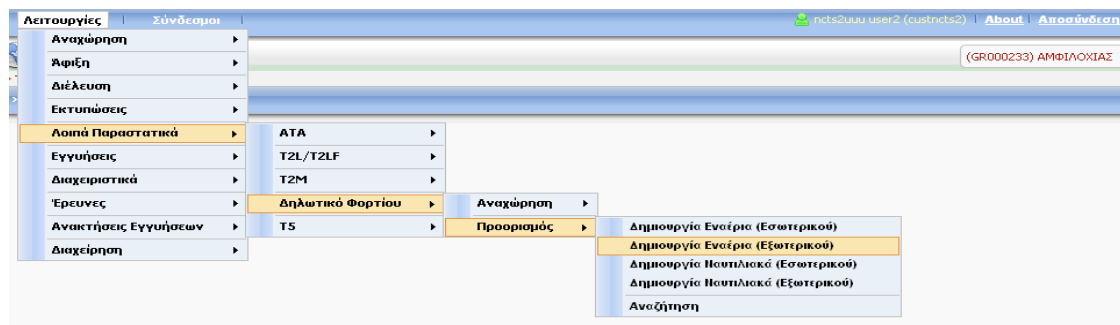 Λειτουργίες | Σύνδεσμοι | ncts2uuu user2 (custncts2) | About | Αποσύνδεση
Αναχώρηση
Άφιξη (GR000233) ΑΜΦΙΛΟΧΙΑΣ
Διέλευση
Εκτυπώσεις
Λοιπά Παραστατικά ATA
Εγγυήσεις T2L/T2LF
Διαχειριστικά T2M
Έρευνες Δηλωτικό Φορτίου Αναχώρηση
Ανακτήσεις Εγγυήσεων T5 Προορισμός Δημιουργία Εναέρια (Εσωτερικού)
Διαχείρηση Δημιουργία Εναέρια (Εξωτερικού)
Δημιουργία Ναυτιλιακά (Εσωτερικού)
Δημιουργία Ναυτιλιακά (Εξωτερικού)
Αναζήτηση